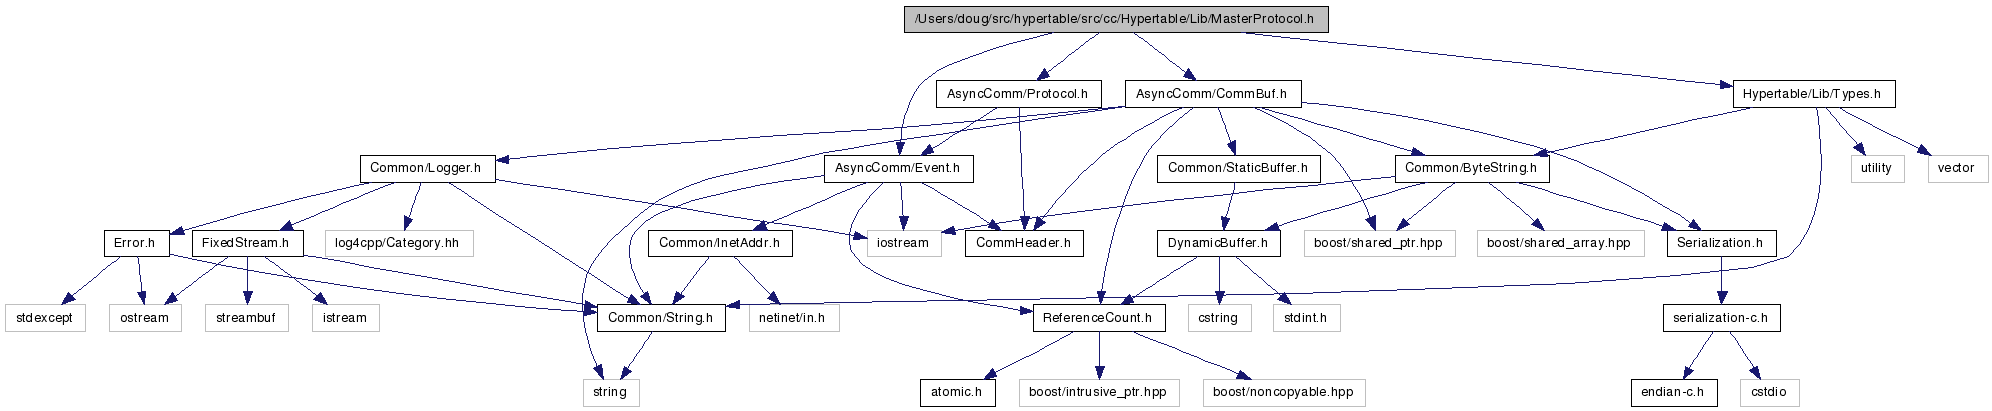 /Users/doug/src/hypertable/src/cc/Hypertable/Lib/MasterProtocol.h
AsyncComm/Protocol.h
AsyncComm/CommBuf.h
Hypertable/Lib/Types.h
Common/Logger.h
AsyncComm/Event.h
Common/StaticBuffer.h
Common/ByteString.h
utility
vector
Error.h
FixedStream.h
log4cpp/Category.hh
Common/InetAddr.h
iostream
CommHeader.h
DynamicBuffer.h
boost/shared_ptr.hpp
boost/shared_array.hpp
Serialization.h
stdexcept
ostream
streambuf
istream
Common/String.h
netinet/in.h
ReferenceCount.h
cstring
stdint.h
serialization-c.h
string
atomic.h
boost/intrusive_ptr.hpp
boost/noncopyable.hpp
endian-c.h
cstdio